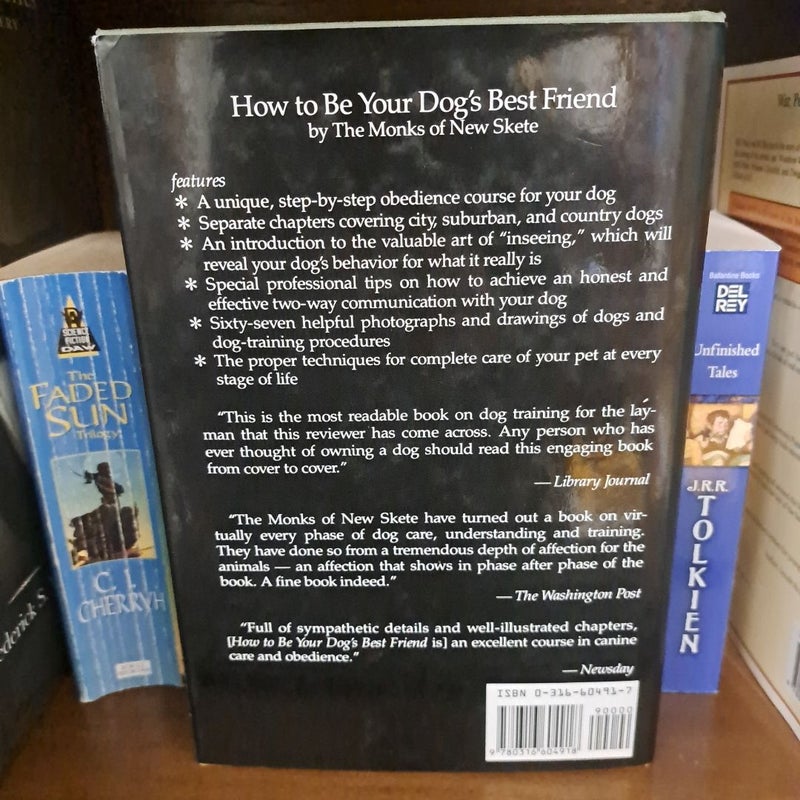 How to Be Your Dog's Best Friend
by The Monks of New Skete
features
* A unique, step-by-step obedience course for your dog
* Separate chapters covering city, suburban, and country dogs
* An introduction to the valuable art of "inseeing," which will
reveal your dog's behavior for what it really is
* Special professional tips on how to achieve an honest and
effective two-way communication with your dog
* Sixty-seven helpful photographs and drawings of dogs and
dog-training procedures
* The proper techniques for complete care of your pet at every
stage of life
"This is the most readable book on dog training for the lay-
man that this reviewer has come across. Any person who has
ever thought of owning a dog should read this engaging book
from cover to cover."
— Library Journal
"The Monks of New Skete have turned out a book on vir-
tually every phase of dog care, understanding and training.
They have done so from a tremendous depth of affection for the
animals — an affection that shows in phase after phase of the
book. A fine book indeed."
— The Washington Post
"Full of sympathetic details and well-illustrated chapters,
[How to Be Your Dog's Best Friend is] an excellent course in canine
care and obedience."
— Newsday
ISBN 0-316-60491-7
90000
9 780316 604918
SCIENCE
FICTION
DAW
The
FADED
SUN
Trilogy
C. J.
CHERRYH
Ballantine Books
DEL
REY
Unfinished
Tales
J.R.R.
TOLKIEN